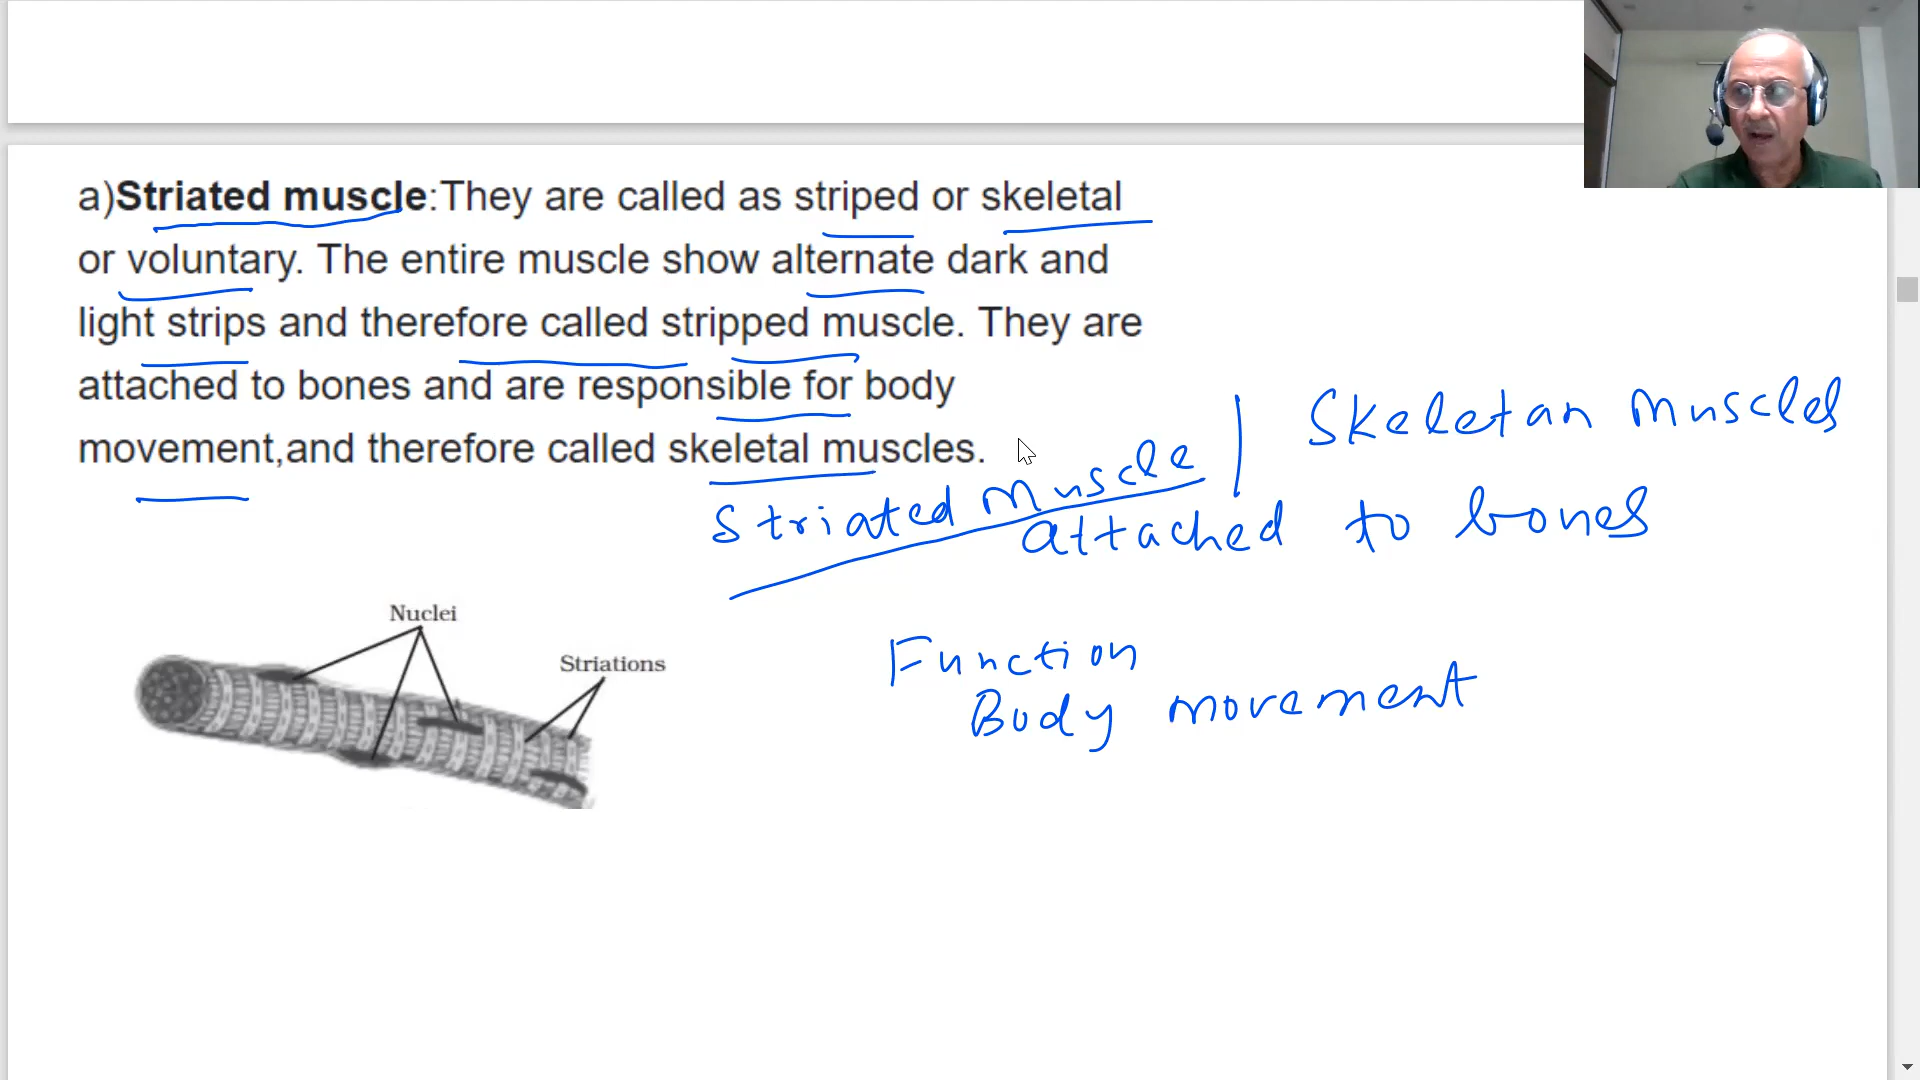 a)Striated muscle:They are called as striped or skeletal
or voluntary. The entire muscle show alternate dark and
light strips and therefore called stripped muscle. They are
attached to bones and are responsible for body
movement,and therefore called skeletal muscles.
Striated Muscle | Skeletan Muscles
attached to bones
Function
Body movement
Nuclei
Striations